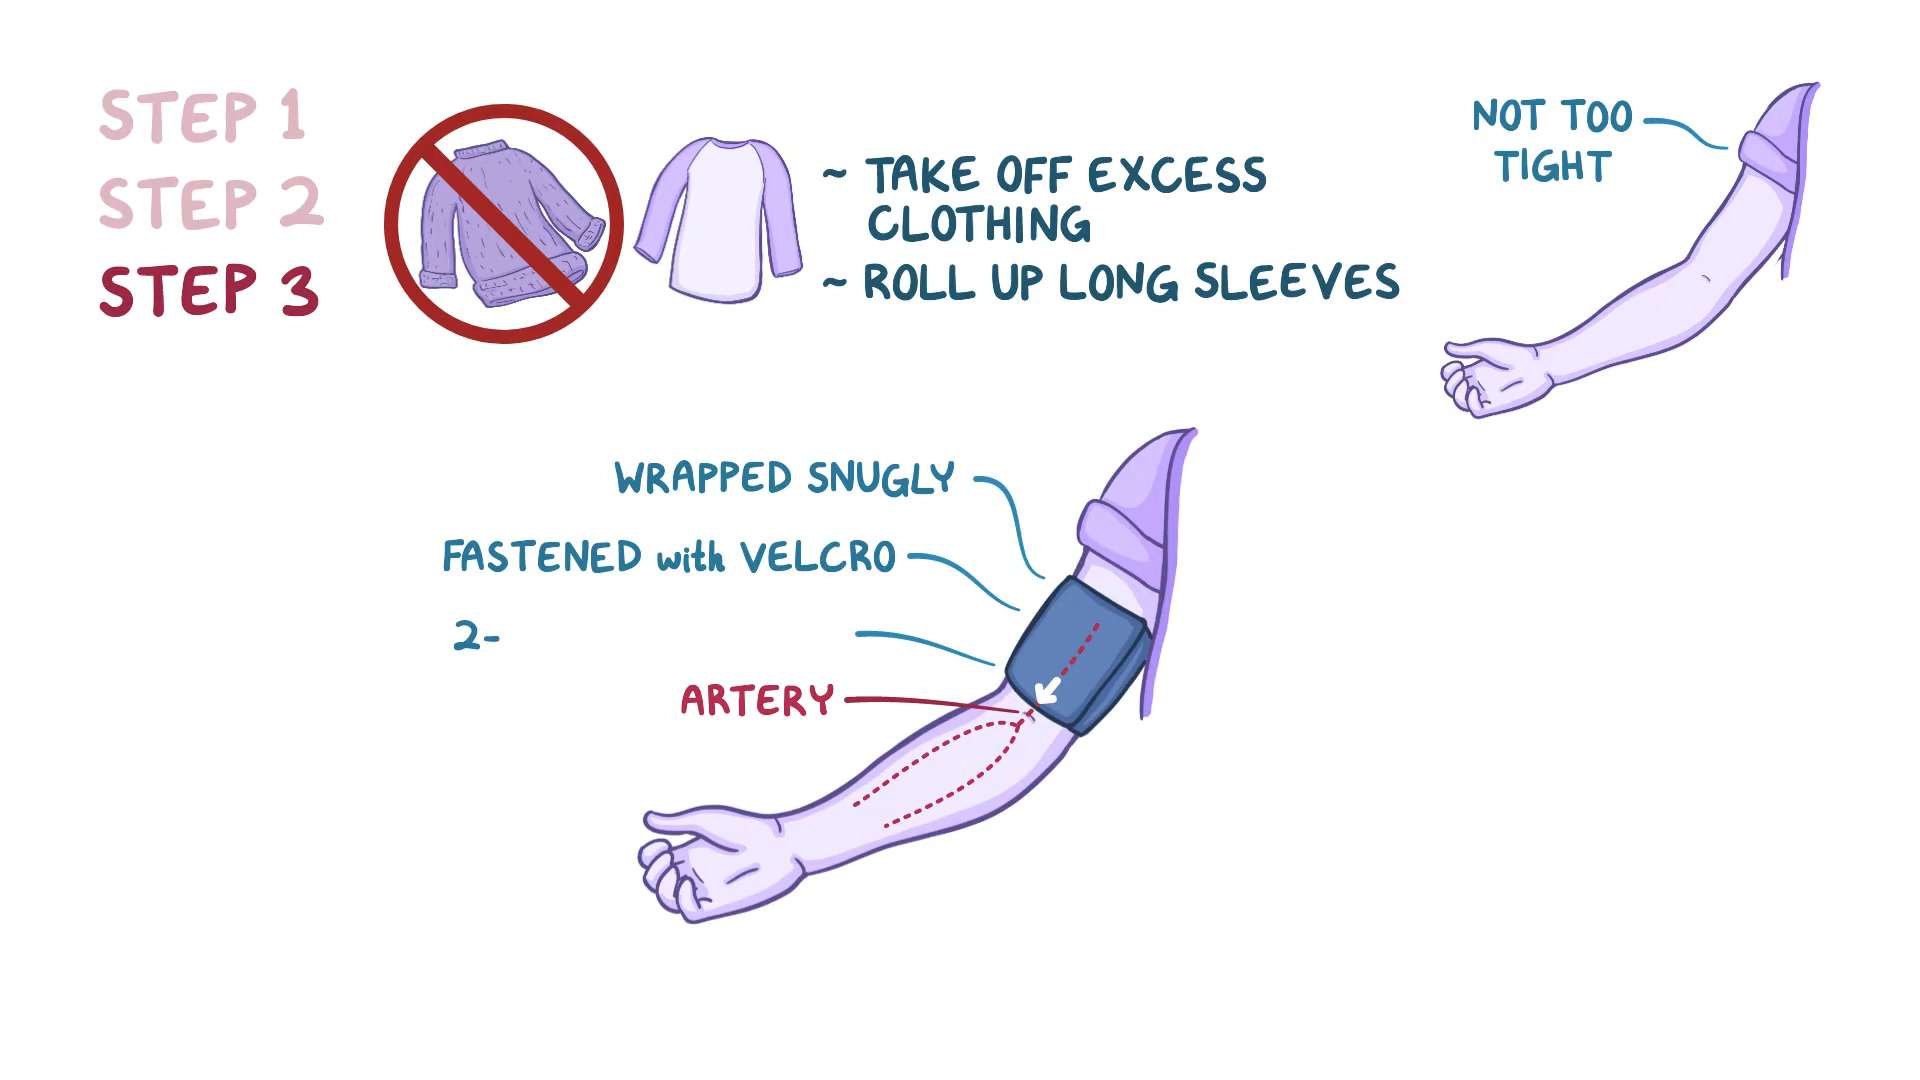 STEP 1
STEP 2
STEP 3
~ TAKE OFF EXCESS
CLOTHING
~ ROLL UP LONG SLEEVES
NOT TOO
TIGHT
WRAPPED SNUGLY
FASTENED with VELCRO
2-
ARTERY